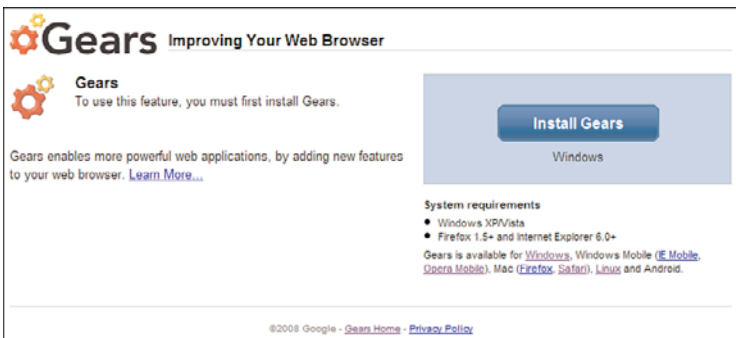 Gears Improving Your Web Browser
Gears
To use this feature, you must first install Gears.
Gears enables more powerful web applications, by adding new features
to your web browser. Learn More...
Install Gears
Windows
System requirements
• Windows XP/Vista
• Firefox 1.5+ and Internet Explorer 6.0+
Gears is available for Windows, Windows Mobile (IE Mobile,
Opera Mobile), Mac (Firefox, Safari), Linux and Android.
©2008 Google - Gears Home - Privacy Policy